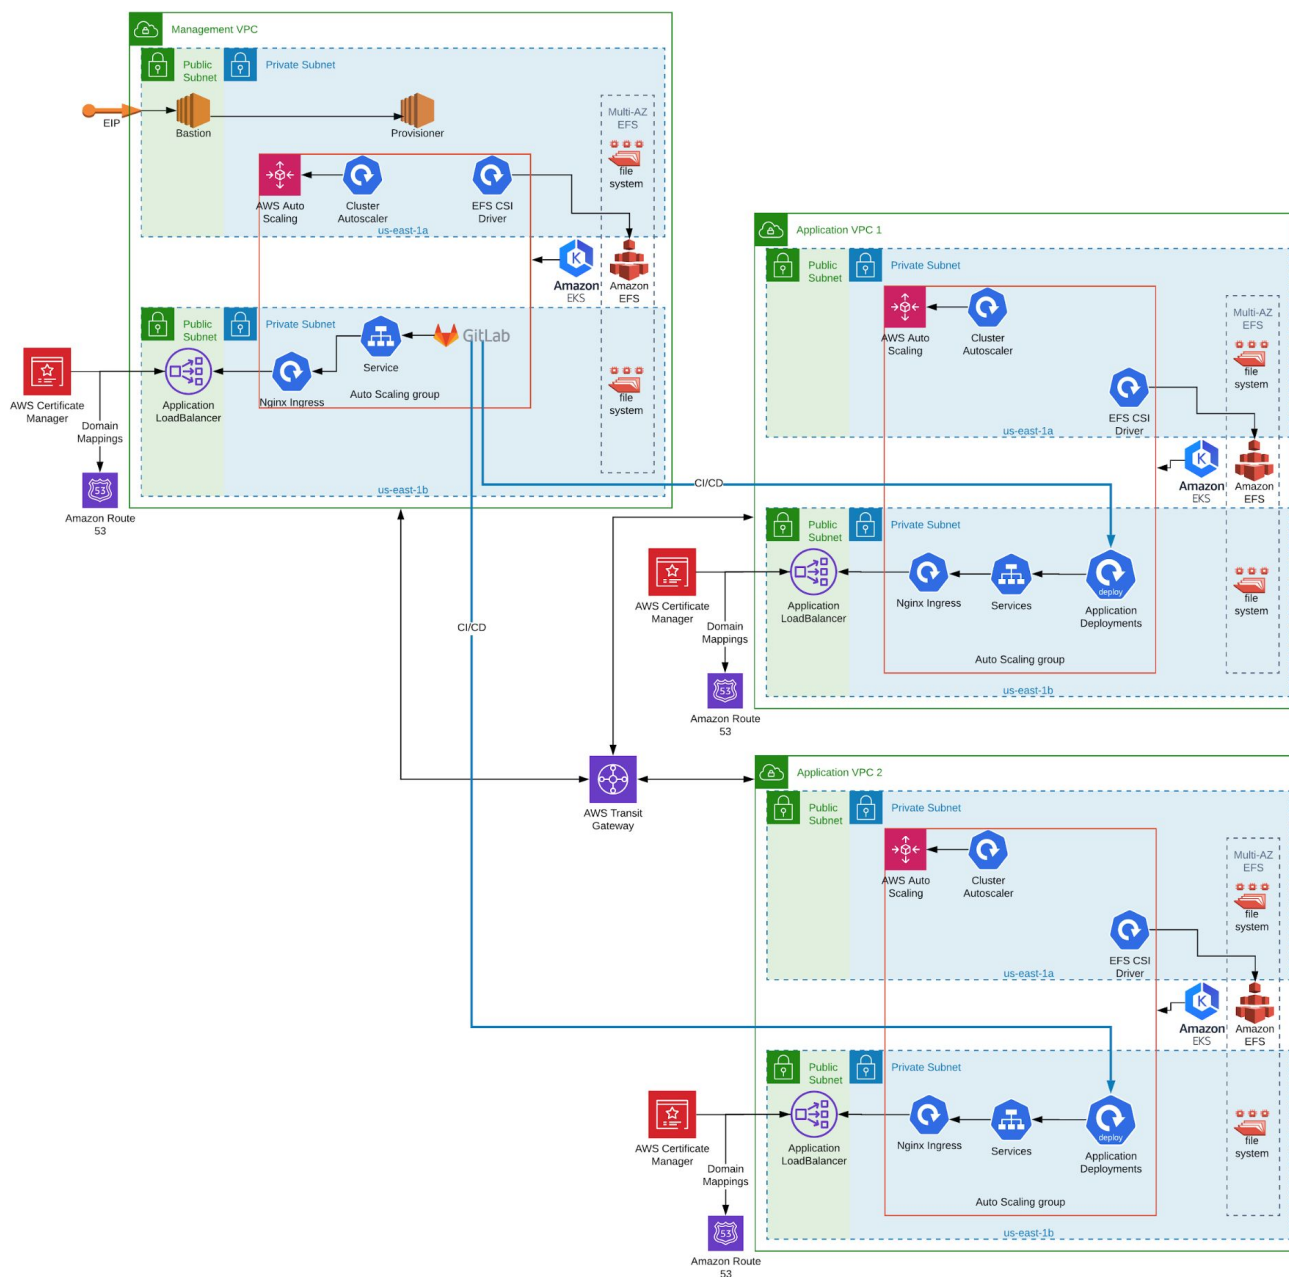 Management VPC
Public
Subnet
Private Subnet
EIP
Bastion
Provisioner
Multi-AZ
EFS
file
system
AWS Auto
Scaling
Cluster
Autoscaler
EFS CSI
Driver
us-east-1a
Amazon
EKS
Amazon
EFS
Public
Subnet
Private Subnet
GitLab
Service
Nginx Ingress
Auto Scaling group
Application
LoadBalancer
file
system
AWS Certificate
Manager
Domain
Mappings
53
Amazon Route
53
us-east-1b
CI/CD
CI/CD
AWS Transit
Gateway
Application VPC 1
Public
Subnet
Private Subnet
AWS Auto
Scaling
Cluster
Autoscaler
Multi-AZ
EFS
file
system
EFS CSI
Driver
us-east-1a
Amazon
EKS
Amazon
EFS
Public
Subnet
Private Subnet
AWS Certificate
Manager
Application
LoadBalancer
Nginx Ingress
Services
deploy
Application
Deployments
file
system
Domain
Mappings
Auto Scaling group
us-east-1b
53
Amazon Route
53
Application VPC 2
Public
Subnet
Private Subnet
AWS Auto
Scaling
Cluster
Autoscaler
Multi-AZ
EFS
file
system
EFS CSI
Driver
us-east-1a
Amazon
EKS
Amazon
EFS
Public
Subnet
Private Subnet
AWS Certificate
Manager
Application
LoadBalancer
Nginx Ingress
Services
deploy
Application
Deployments
file
system
Domain
Mappings
Auto Scaling group
us-east-1b
53
Amazon Route
53